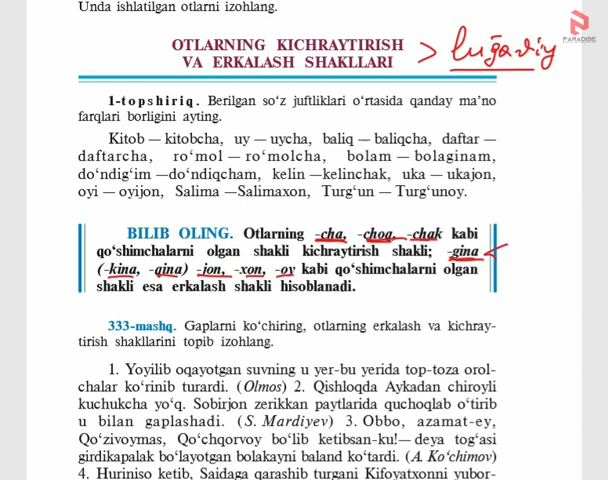 Unda ishlatilgan otlarni izohlang.
PARADISE
OTLARNING KICHRAYTIRISH
VA ERKALASH SHAKLLARI
> lug'aviy
1-topshiriq. Berilgan so‘z juftliklari o‘rtasida qanday ma’no
farqlari borligini ayting.
Kitob — kitobcha, uy — uycha, baliq — baliqcha, daftar —
daftarcha, ro‘mol — ro‘molcha, bolam — bolaginam,
do‘ndig‘im —do‘ndiqcham, kelin —kelinchak, uka — ukajon,
oyi — oyijon, Salima —Salimaxon, Turg‘un — Turg‘unoy.
BILIB OLING. Otlarning -cha, -choq, -chak kabi
qo‘shimchalarni olgan shakli kichraytirish shakli; -gina
(-kina, -qina) -jon, -xon, -oy kabi qo‘shimchalarni olgan
shakli esa erkalash shakli hisoblanadi.
333-mashq. Gaplarni ko‘chiring, otlarning erkalash va kichray-
tirish shakllarini topib izohlang.
1. Yoyilib oqayotgan suvning u yer-bu yerida top-toza orol-
chalar ko‘rinib turardi. (Olmos) 2. Qishloqda Aykadan chiroyli
kuchukcha yo‘q. Sobirjon zerikkan paytlarida quchoqlab o‘tirib
u bilan gaplashadi. (S. Mardiyev) 3. Obbo, azamat-ey,
Qo‘zivoymas, Qo‘chqorvoy bo‘lib ketibsan-ku!— deya tog‘asi
girdikapalak bo‘layotgan bolakayni baland ko‘tardi. (A. Ko‘chimov)
4. Huriniso ketib, Saidaga qarashib turgani Kifoyatxonni yubor-